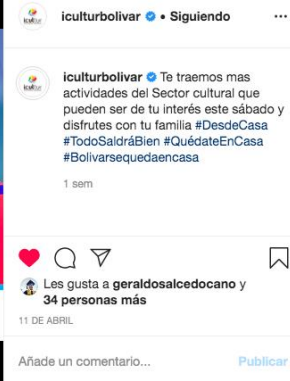 iculturbolivar • Siguiendo
iculturbolivar Te traemos mas
actividades del Sector cultural que
pueden ser de tu interés este sábado y
disfrutes con tu familia #DesdeCasa
#TodoSaldráBien #QuédateEnCasa
#Bolivarsequedaencasa
1 sem
Les gusta a geraldosalcedocano y
34 personas más
11 DE ABRIL
Añade un comentario... Publicar